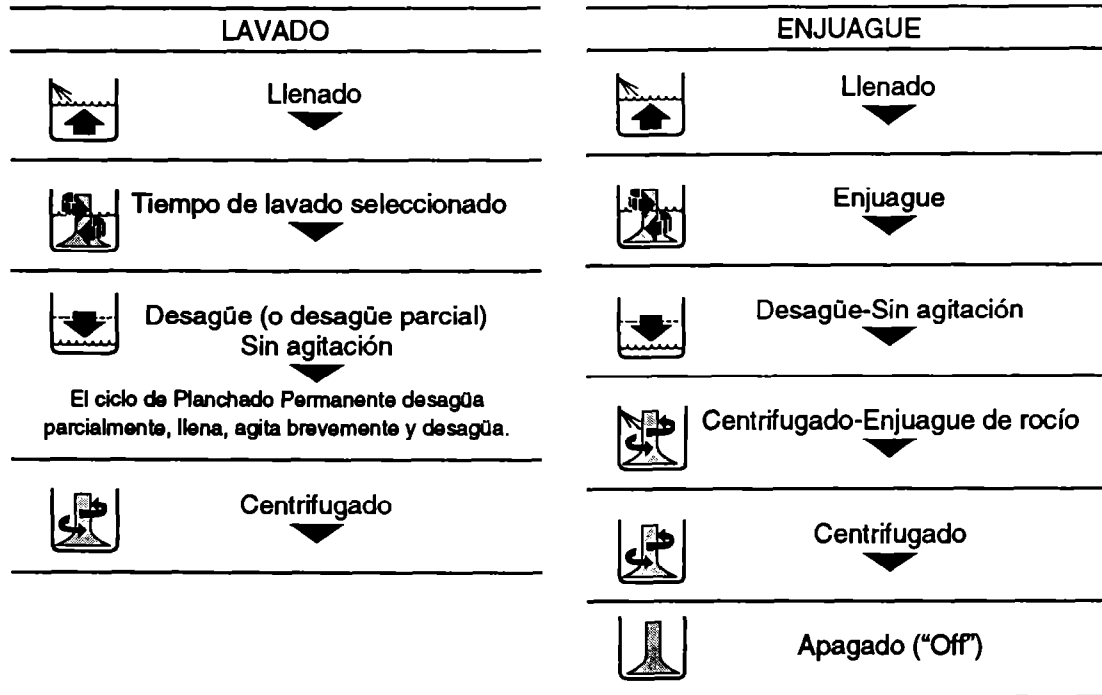 LAVADO
Llenado
Tiempo de lavado seleccionado
Desagüe (o desagüe parcial)
Sin agitación
El ciclo de Planchado Permanente desagüa
parcialmente, llena, agita brevemente y desagüa.
Centrifugado
ENJUAGUE
Llenado
Enjuague
Desagüe-Sin agitación
Centrifugado-Enjuague de rocío
Centrifugado
Apagado ("Off")